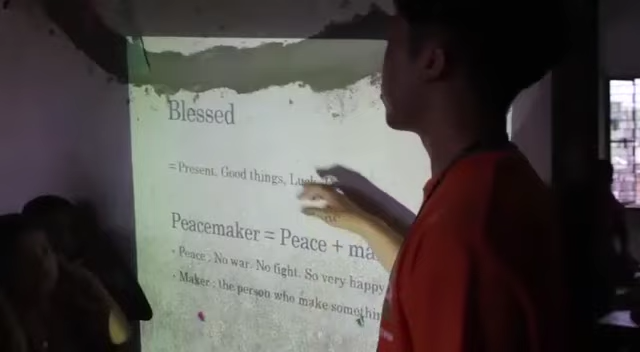 Blessed
= Present, Good things,
Peacemaker = Peace +
· Peace : No war. No fight. So very happy
· Maker : the person who make